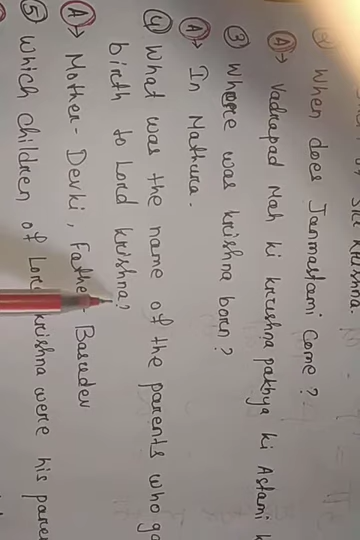 Sri Krishna.
② When does Janmastami Come?
Ⓐ→ Vadrapad Mah ki krushna pakhya ki Astami
③ Where was krishna born?
Ⓐ→ In Mathura.
④ What was the name of the parents who
birth to Lord krishna?
Ⓐ→ Mother - Devki, Father Basudev
⑤ which children of Lord krishna were his